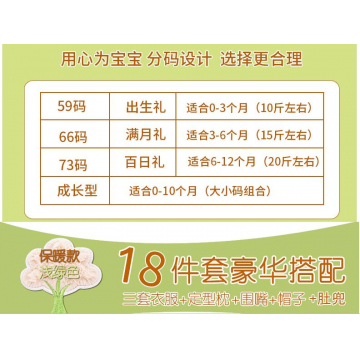 用心为宝宝 分码设计 选择更合理
59码 出生礼 适合0-3个月（10斤左右）
66码 满月礼 适合3-6个月（15斤左右）
73码 百日礼 适合6-12个月（20斤左右）
成长型 适合0-10个月（大小码组合）
保暖款
浅绿色
18件套豪华搭配
三套衣服+定型枕+围嘴+帽子+肚兜